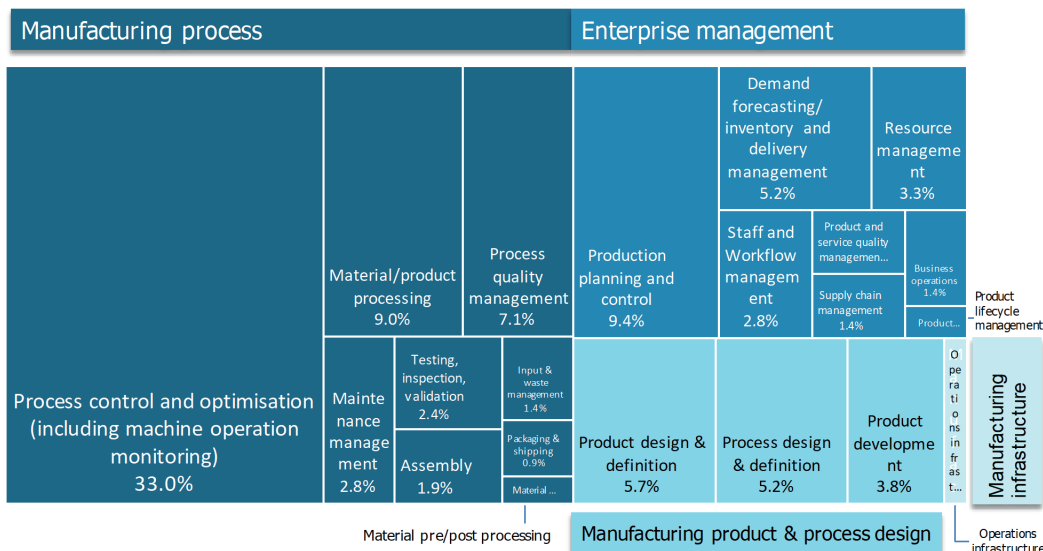 Manufacturing process
Enterprise management
Process control and optimisation
(including machine operation
monitoring)
33.0%
Material/product
processing
9.0%
Process
quality
management
7.1%
Mainte
nance
manage
ment
2.8%
Testing,
inspection,
validation
2.4%
Assembly
1.9%
Input &
waste
management
1.4%
Packaging &
shipping
0.9%
Material ...
Material pre/post processing
Production
planning and
control
9.4%
Demand
forecasting/
inventory and
delivery
management
5.2%
Resource
manageme
nt
3.3%
Staff and
Workflow
managem
ent
2.8%
Product and
service quality
managemen...
Supply chain
management
1.4%
Business
operations
1.4%
Product...
Product
lifecycle
management
Product design &
definition
5.7%
Process design
& definition
5.2%
Product
developme
nt
3.8%
O
pe
ra
ti
o
n
s
in
fr
as
t...
Manufacturing
infrastructure
Manufacturing product & process design
Operations
infrastructure